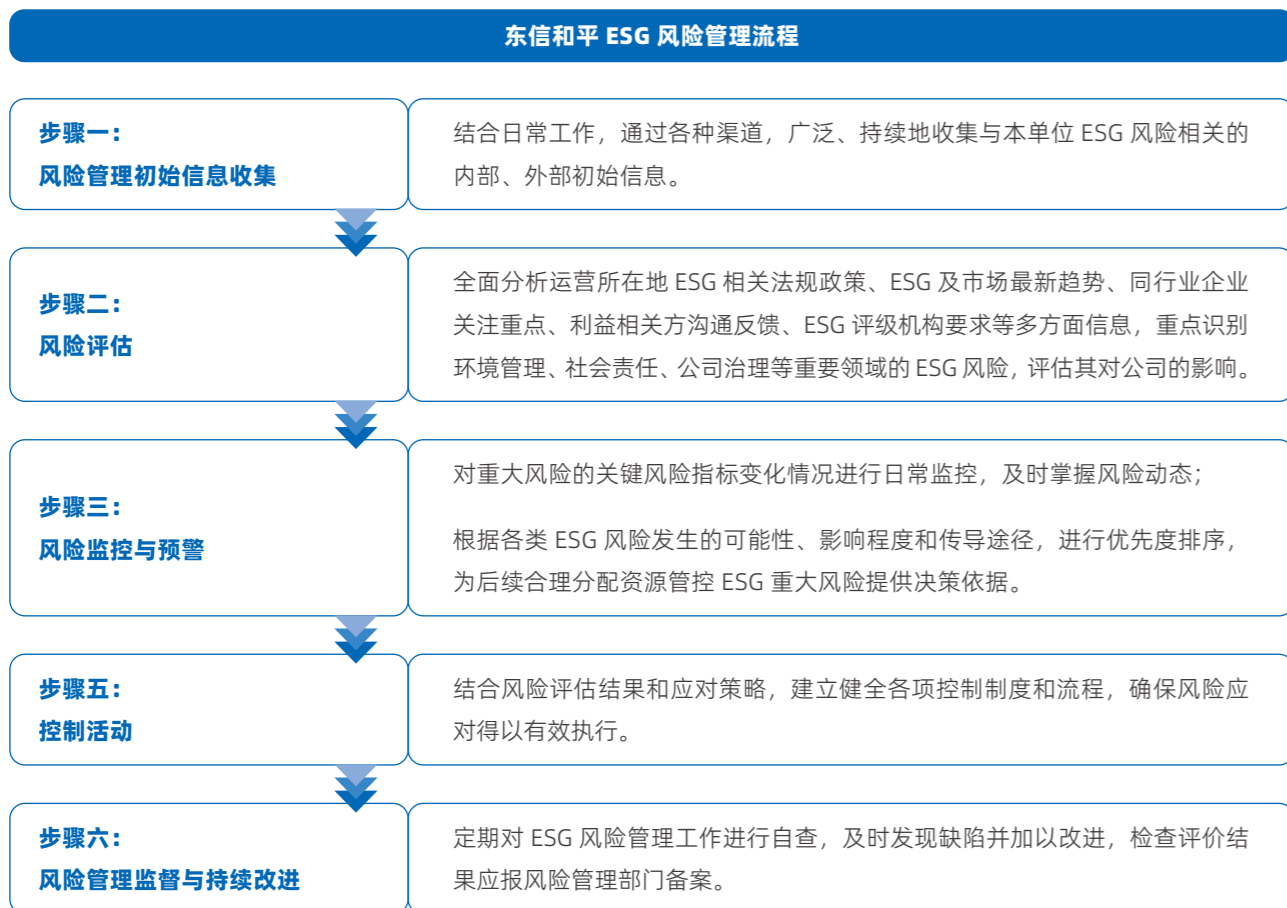 东信和平 ESG 风险管理流程
步骤一：
风险管理初始信息收集
结合日常工作，通过各种渠道，广泛、持续地收集与本单位 ESG 风险相关的
内部、外部初始信息。
步骤二：
风险评估
全面分析运营所在地 ESG 相关法规政策、ESG 及市场最新趋势、同行业企业
关注重点、利益相关方沟通反馈、ESG 评级机构要求等多方面信息，重点识别
环境管理、社会责任、公司治理等重要领域的 ESG 风险，评估其对公司的影响。
步骤三：
风险监控与预警
对重大风险的关键风险指标变化情况进行日常监控，及时掌握风险动态；
根据各类 ESG 风险发生的可能性、影响程度和传导途径，进行优先度排序，
为后续合理分配资源管控 ESG 重大风险提供决策依据。
步骤五：
控制活动
结合风险评估结果和应对策略，建立健全各项控制制度和流程，确保风险应
对得以有效执行。
步骤六：
风险管理监督与持续改进
定期对 ESG 风险管理工作进行自查，及时发现缺陷并加以改进，检查评价结
果应报风险管理部门备案。